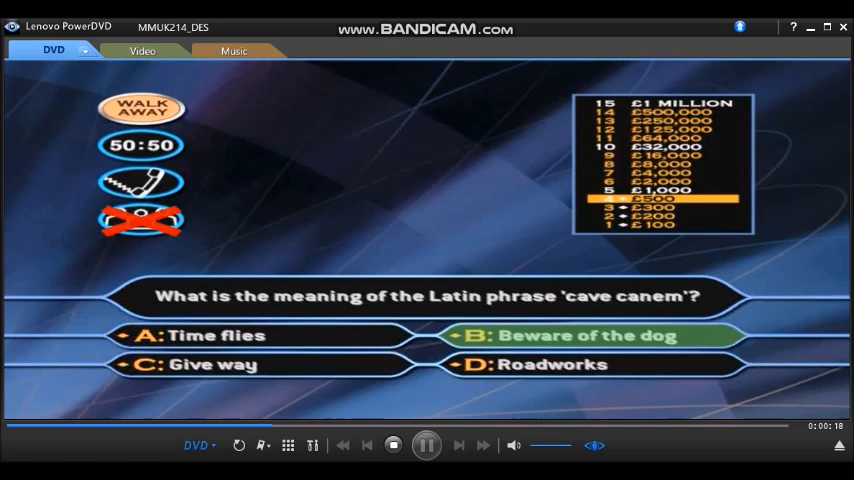 Lenovo PowerDVD
MMUK214_DES
www.BANDICAM.com
?
DVD
Video
Music
WALK AWAY
50:50
15 £1 MILLION
14 £500,000
13 £250,000
12 £125,000
11 £64,000
10 £32,000
9 £16,000
8 £8,000
7 £4,000
6 £2,000
5 £1,000
4 £500
3 £300
2 £200
1 £100
What is the meaning of the Latin phrase 'cave canem'?
A: Time flies
B: Beware of the dog
C: Give way
D: Roadworks
0:00:18
DVD